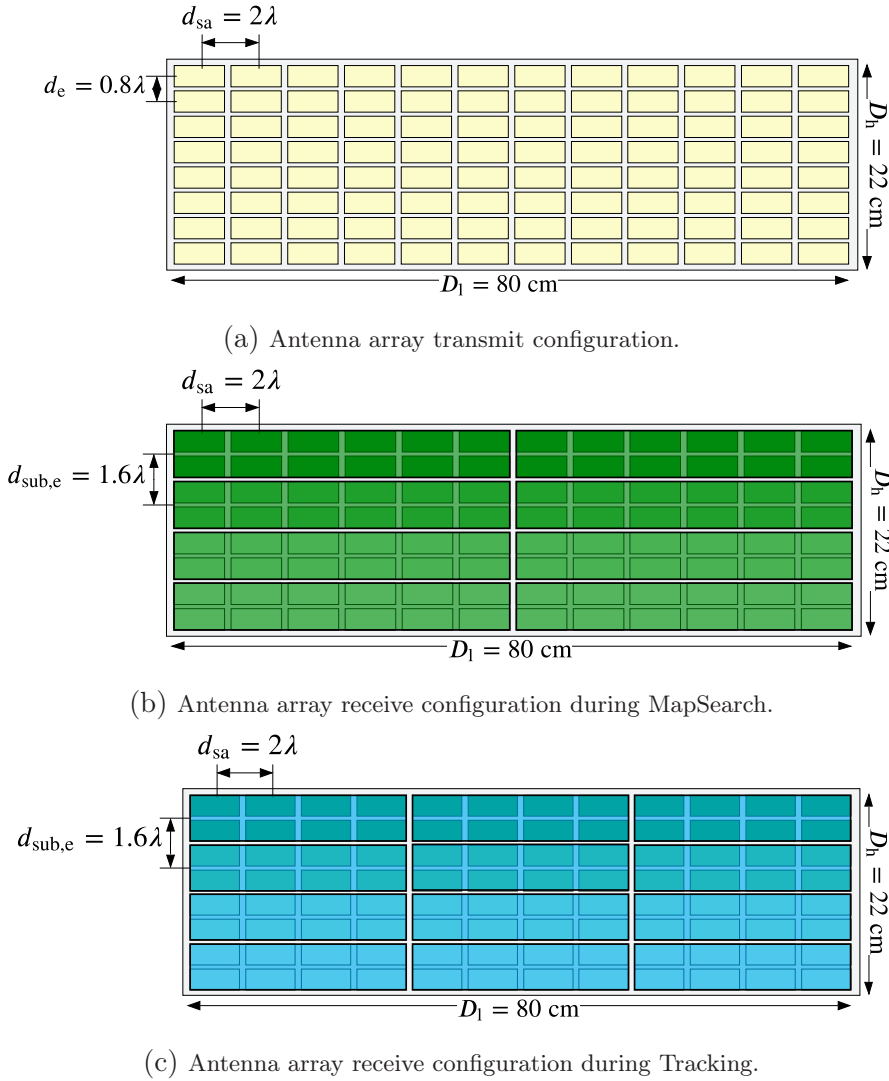 d_sa = 2λ
d_e = 0.8λ
D_h = 22 cm
D_l = 80 cm
(a) Antenna array transmit configuration.
d_sa = 2λ
d_sub,e = 1.6λ
D_h = 22 cm
D_l = 80 cm
(b) Antenna array receive configuration during MapSearch.
d_sa = 2λ
d_sub,e = 1.6λ
D_h = 22 cm
D_l = 80 cm
(c) Antenna array receive configuration during Tracking.